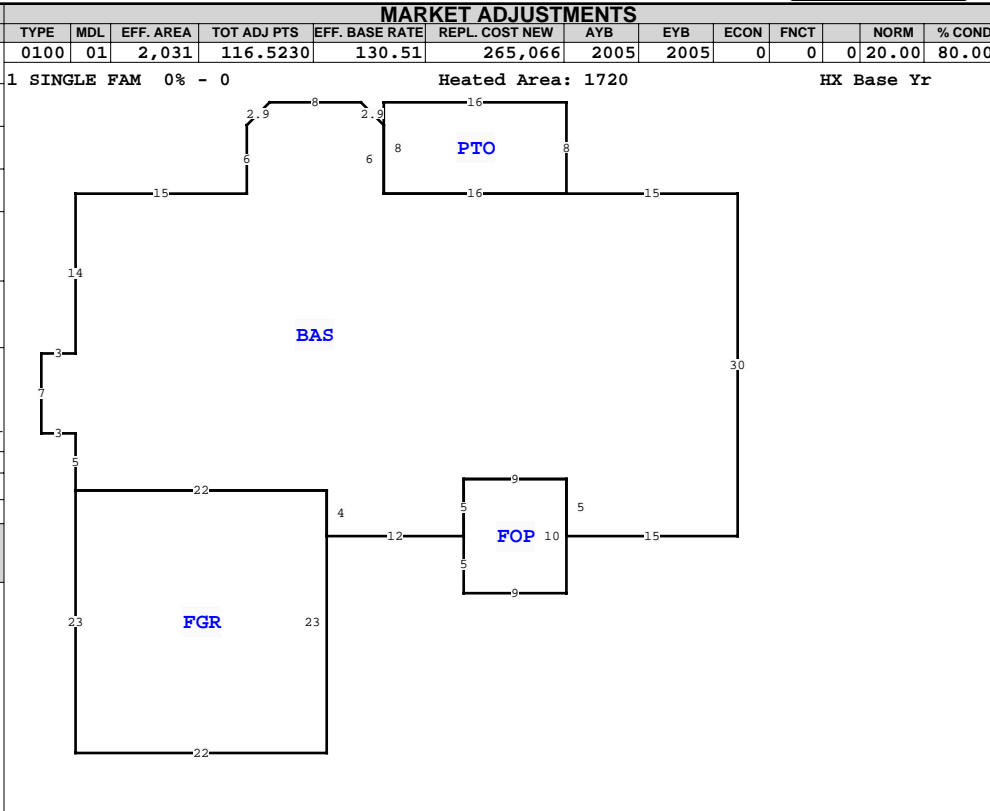 MARKET ADJUSTMENTS
TYPE MDL EFF. AREA TOT ADJ PTS EFF. BASE RATE REPL. COST NEW AYB EYB ECON FNCT NORM % COND
0100 01 2,031 116.5230 130.51 265,066 2005 2005 0 0 0 20.00 80.00
1 SINGLE FAM 0% - 0 Heated Area: 1720 HX Base Yr
8 16
2.9 2.9
8 PTO 8
6 6
15 16 15
14
BAS
3
30
7
3
5
9
22
5 5
4
12 FOP 10 15
5
9
23 FGR 23
22